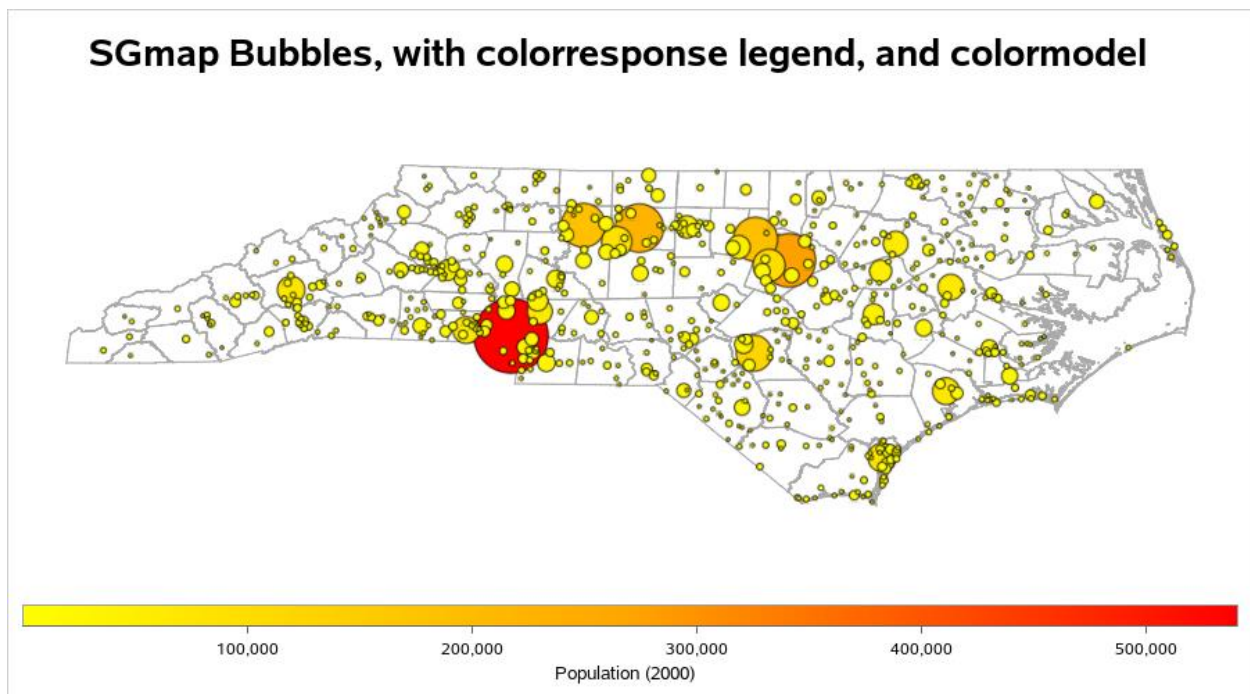 SGmap Bubbles, with colorresponse legend, and colormodel
100,000 200,000 300,000 400,000 500,000
Population (2000)